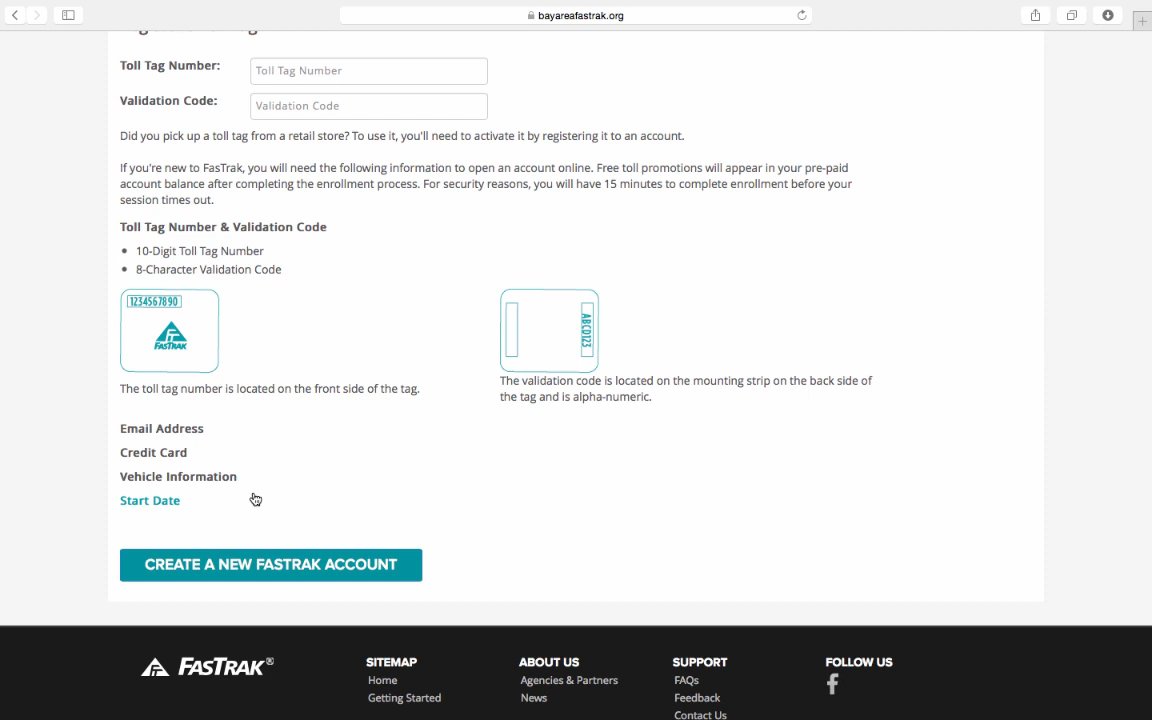 bayareafastrak.org
Toll Tag Number:
Toll Tag Number
Validation Code:
Validation Code
Did you pick up a toll tag from a retail store? To use it, you'll need to activate it by registering it to an account.
If you're new to FasTrak, you will need the following information to open an account online. Free toll promotions will appear in your pre-paid
account balance after completing the enrollment process. For security reasons, you will have 15 minutes to complete enrollment before your
session times out.
Toll Tag Number & Validation Code
• 10-Digit Toll Tag Number
• 8-Character Validation Code
1234567890
FASTRAK
ABCD123
The toll tag number is located on the front side of the tag.
The validation code is located on the mounting strip on the back side of
the tag and is alpha-numeric.
Email Address
Credit Card
Vehicle Information
Start Date
CREATE A NEW FASTRAK ACCOUNT
FASTRAK®
SITEMAP
Home
Getting Started
ABOUT US
Agencies & Partners
News
SUPPORT
FAQs
Feedback
Contact Us
FOLLOW US